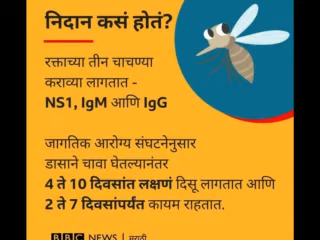 निदान कसं होतं?
रक्ताच्या तीन चाचण्या
कराव्या लागतात -
NS1, IgM आणि IgG
जागतिक आरोग्य संघटनेनुसार
डासाने चावा घेतल्यानंतर
4 ते 10 दिवसांत लक्षणं दिसू लागतात आणि
2 ते 7 दिवसांपर्यंत कायम राहतात.
BBC NEWS | मराठी